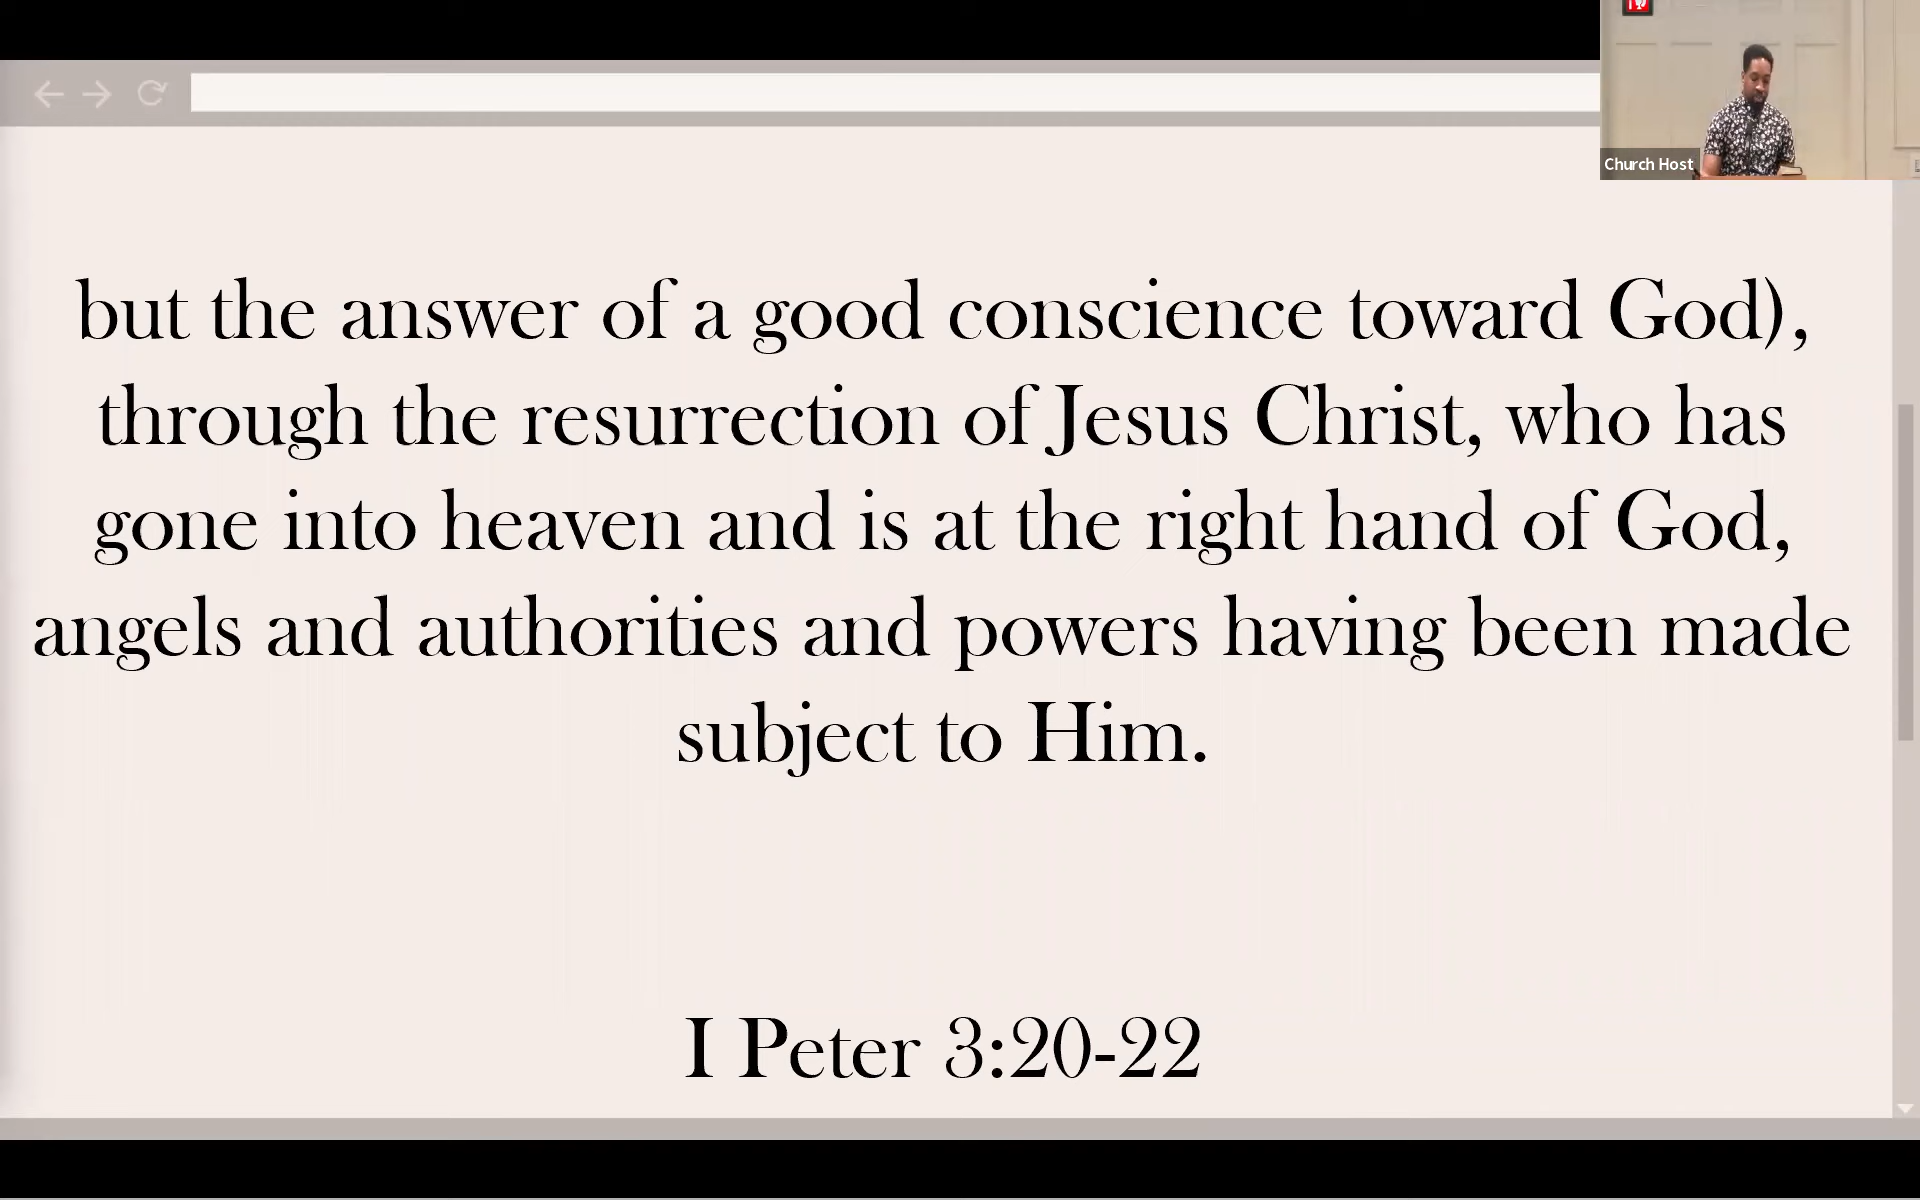 Church Host
but the answer of a good conscience toward God),
through the resurrection of Jesus Christ, who has
gone into heaven and is at the right hand of God,
angels and authorities and powers having been made
subject to Him.
I Peter 3:20-22